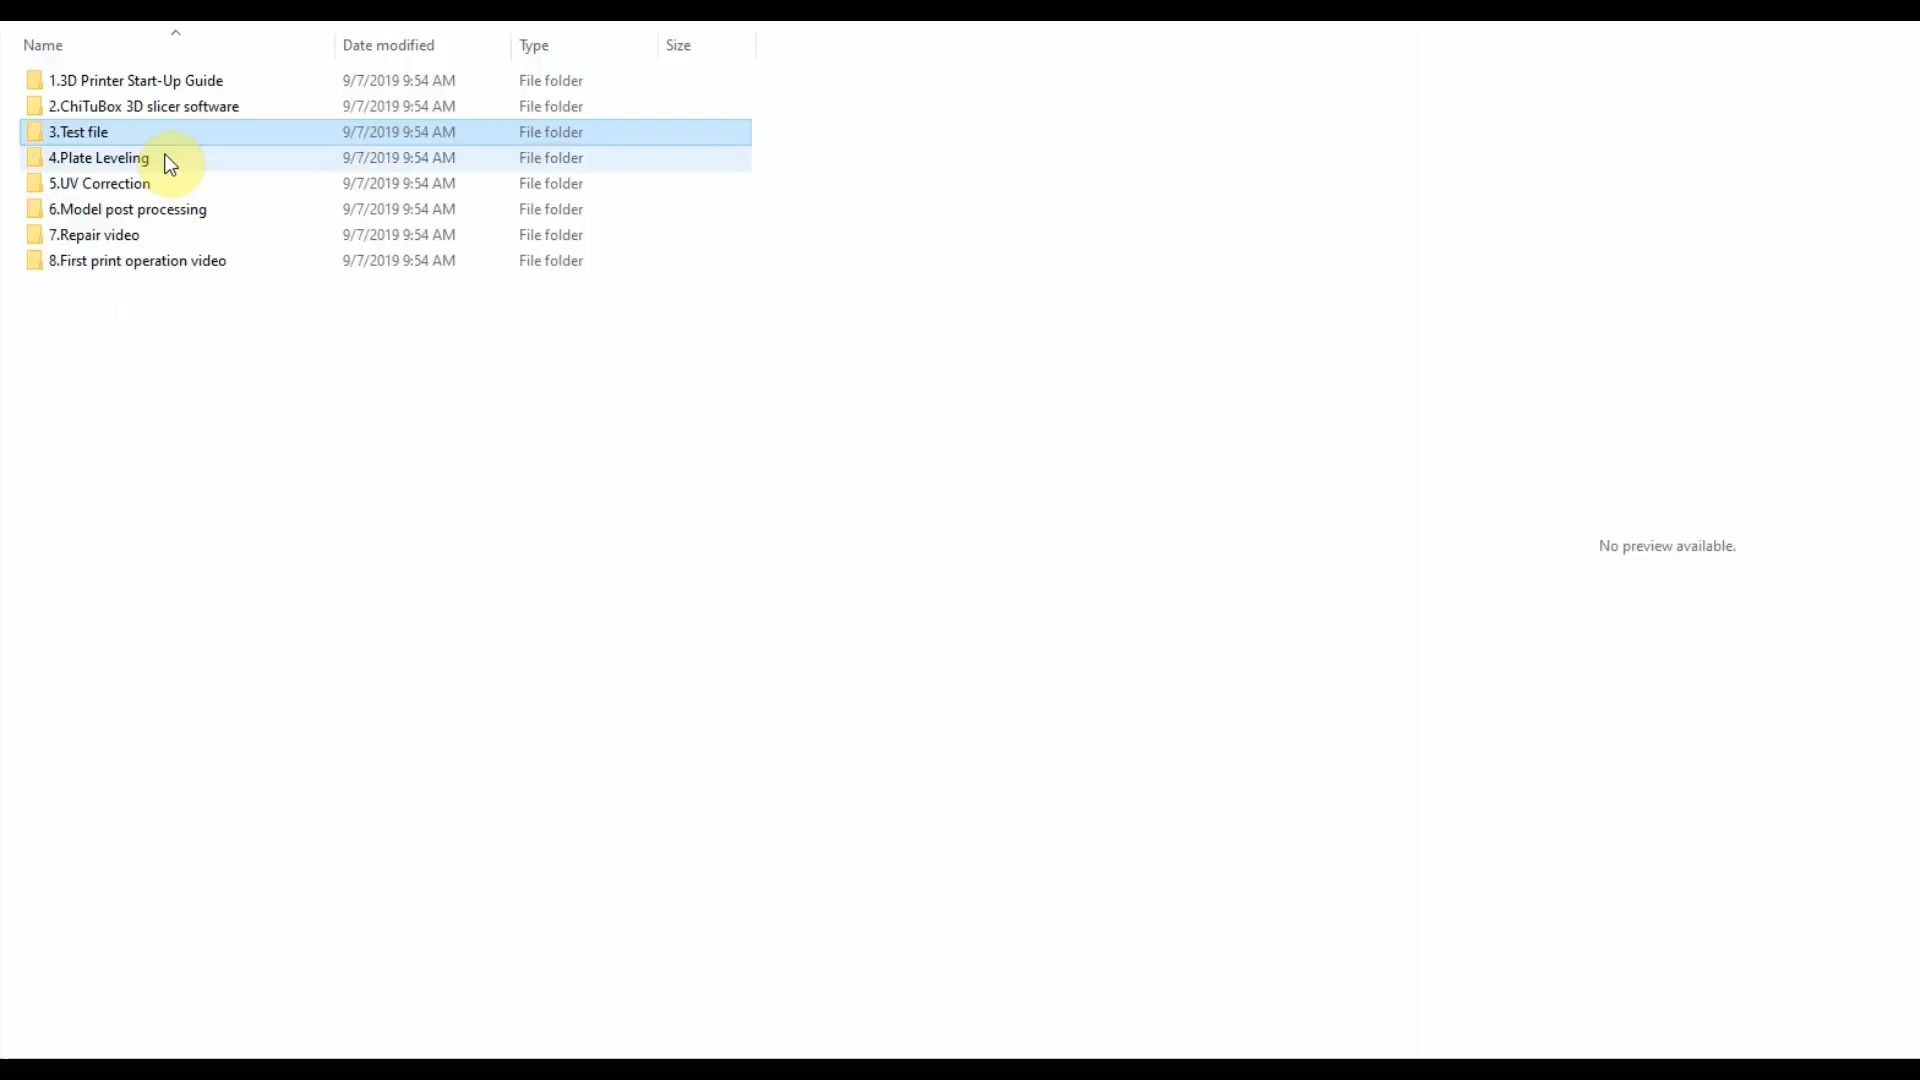 Name Date modified Type Size
1.3D Printer Start-Up Guide 9/7/2019 9:54 AM File folder
2.ChiTuBox 3D slicer software 9/7/2019 9:54 AM File folder
3.Test file 9/7/2019 9:54 AM File folder
4.Plate Leveling 9/7/2019 9:54 AM File folder
5.UV Correction 9/7/2019 9:54 AM File folder
6.Model post processing 9/7/2019 9:54 AM File folder
7.Repair video 9/7/2019 9:54 AM File folder
8.First print operation video 9/7/2019 9:54 AM File folder
No preview available.